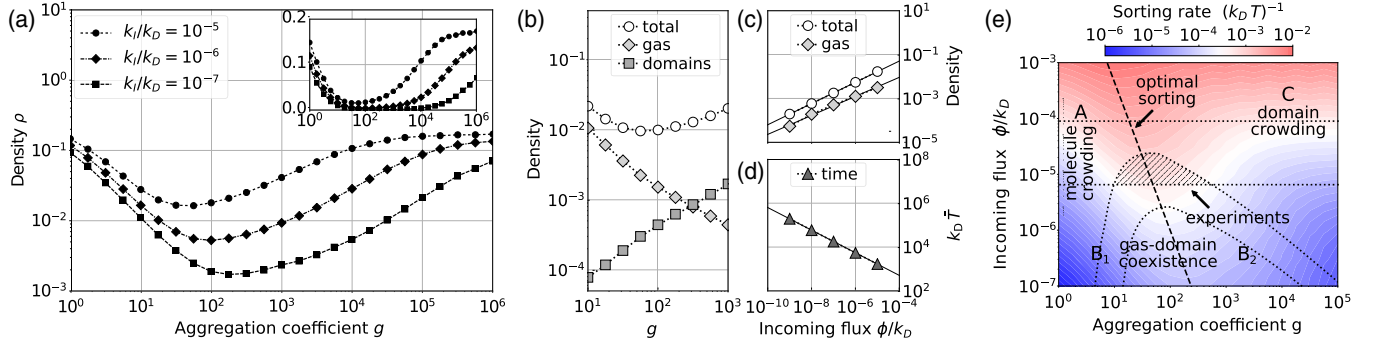 (a)
k_I/k_D = 10^-5
k_I/k_D = 10^-6
k_I/k_D = 10^-7
0.2
0.1
0.0
10^0 10^2 10^4 10^6
Density ρ
10^1
10^0
10^-1
10^-2
10^-3
10^0 10^1 10^2 10^3 10^4 10^5 10^6
Aggregation coefficient g
(b)
total
gas
domains
Density
10^-1
10^-2
10^-3
10^-4
10^1 10^2 10^3
g
(c)
total
gas
10^-1
10^-1
10^-3
10^-5
Density
(d)
time
10^8
10^6
10^4
10^2
k_D T̄
10^-10 10^-8 10^-6 10^-4
Incoming flux ϕ/k_D
(e)
Sorting rate (k_D T)^-1
10^-6 10^-5 10^-4 10^-3 10^-2
Incoming flux ϕ/k_D
10^-3
10^-4
10^-5
10^-6
10^-7
optimal
sorting
A
molecule
crowding
C
domain
crowding
experiments
B_1
gas-domain
coexistence
B_2
10^0 10^1 10^2 10^3 10^4 10^5
Aggregation coefficient g